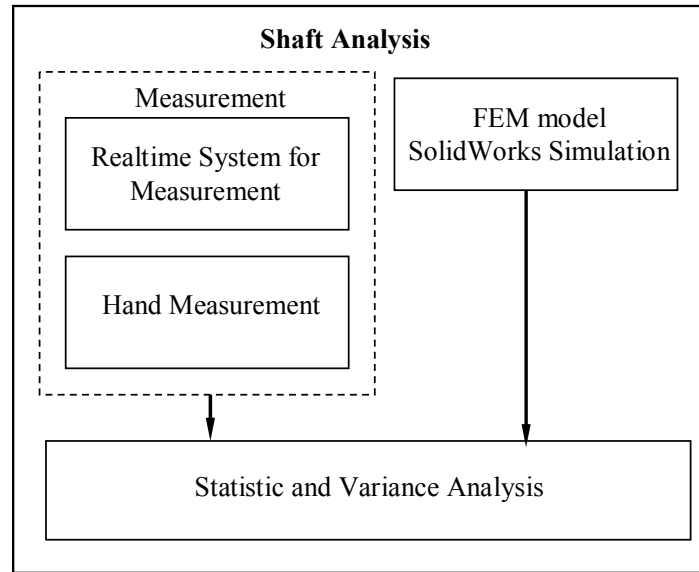 Shaft Analysis
Measurement
Realtime System for
Measurement
Hand Measurement
FEM model
SolidWorks Simulation
Statistic and Variance Analysis